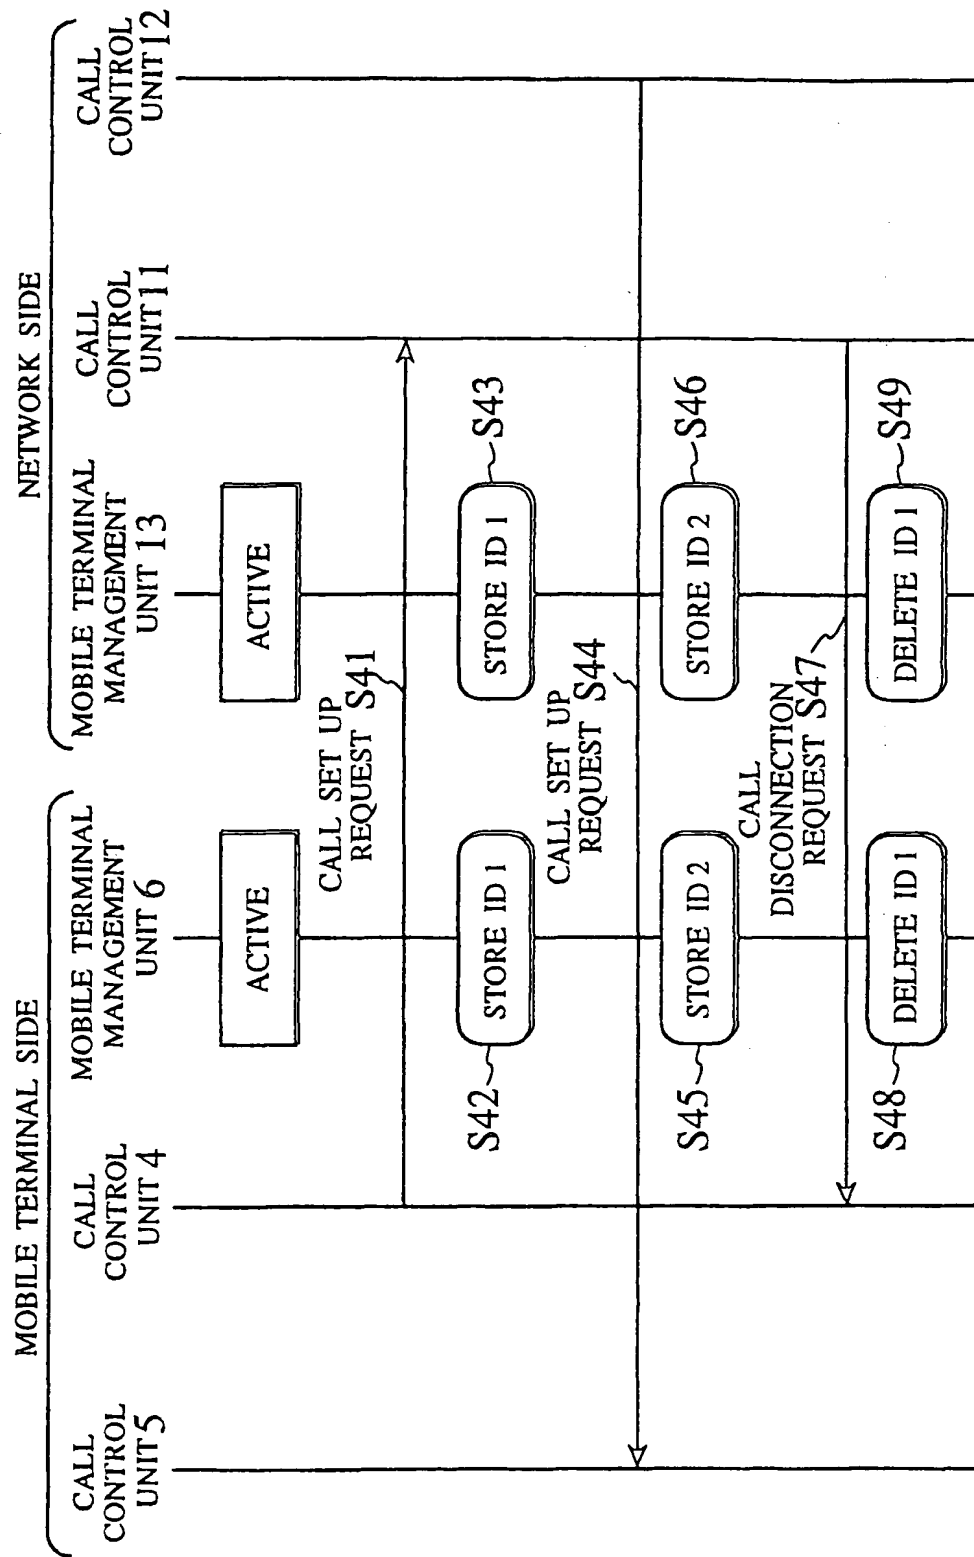 MOBILE TERMINAL SIDE
NETWORK SIDE
CALL
CONTROL
UNIT 5
CALL
CONTROL
UNIT 4
MOBILE TERMINAL
MANAGEMENT
UNIT 6
MOBILE TERMINAL
MANAGEMENT
UNIT 13
CALL
CONTROL
UNIT 11
CALL
CONTROL
UNIT 12
ACTIVE
ACTIVE
CALL SET UP
REQUEST S41
S42
STORE ID 1
STORE ID 1
S43
CALL SET UP
REQUEST S44
S45
STORE ID 2
STORE ID 2
S46
CALL
DISCONNECTION
REQUEST S47
S48
DELETE ID 1
DELETE ID 1
S49